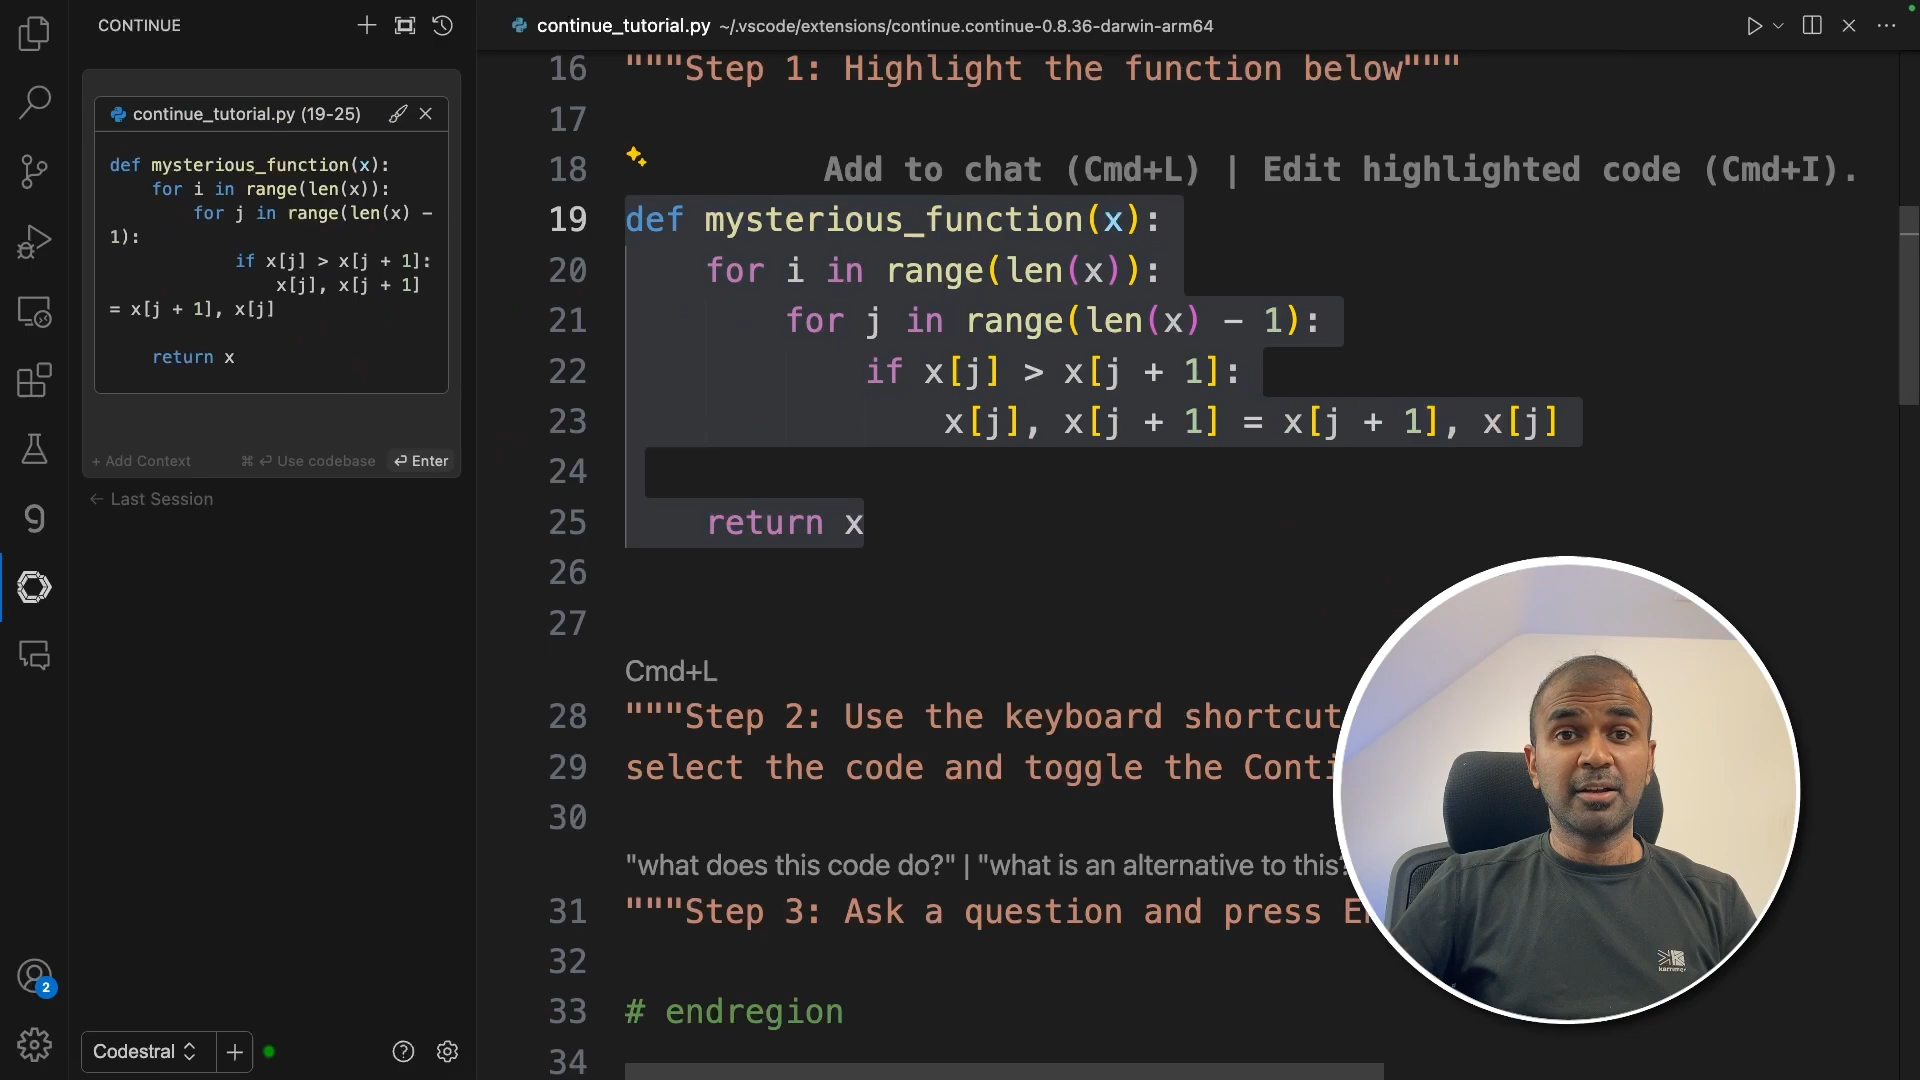 CONTINUE
continue_tutorial.py (19-25)
def mysterious_function(x):
    for i in range(len(x)):
        for j in range(len(x) -
1):
            if x[j] > x[j + 1]:
                x[j], x[j + 1]
= x[j + 1], x[j]
    return x
+ Add Context
⌘ ⏎ Use codebase
⏎ Enter
← Last Session
9
2
Codestral
continue_tutorial.py ~/.vscode/extensions/continue.continue-0.8.36-darwin-arm64
16 """Step 1: Highlight the function below"""
17
18 Add to chat (Cmd+L) | Edit highlighted code (Cmd+I).
19 def mysterious_function(x):
20     for i in range(len(x)):
21         for j in range(len(x) - 1):
22             if x[j] > x[j + 1]:
23                 x[j], x[j + 1] = x[j + 1], x[j]
24
25     return x
26
27
Cmd+L
28 """Step 2: Use the keyboard shortcut
29 select the code and toggle the Conti
30
"what does this code do?" | "what is an alternative to this?
31 """Step 3: Ask a question and press E
32
33 # endregion
34